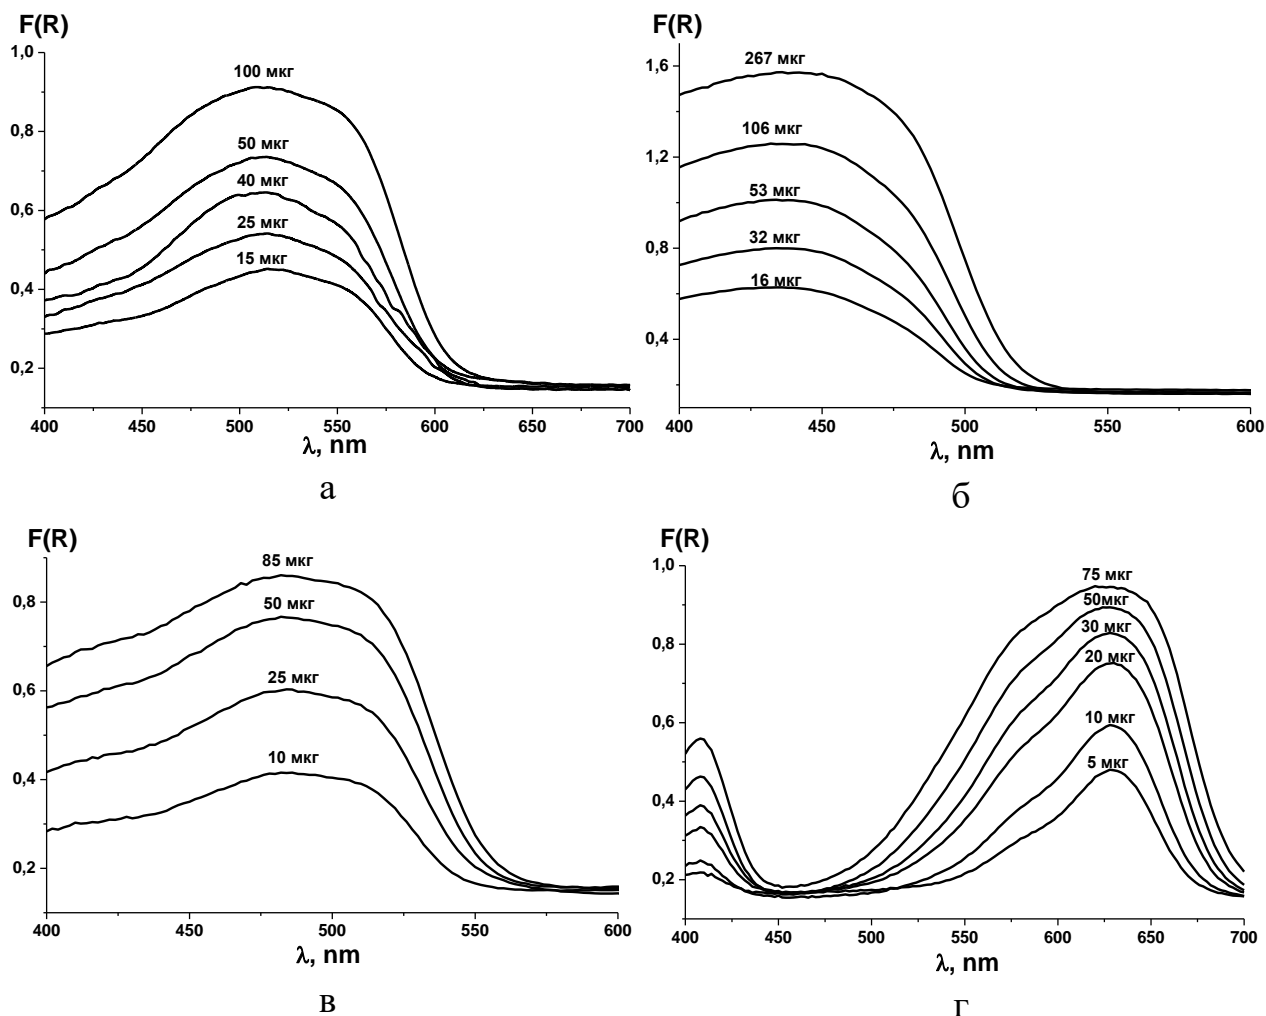 F(R)
1,0
0,8
0,6
0,4
0,2
100 мкг
50 мкг
40 мкг
25 мкг
15 мкг
400 450 500 550 600 650 700
λ, nm
а
F(R)
1,6
1,2
0,8
0,4
267 мкг
106 мкг
53 мкг
32 мкг
16 мкг
400 450 500 550 600
λ, nm
б
F(R)
0,8
0,6
0,4
0,2
85 мкг
50 мкг
25 мкг
10 мкг
400 450 500 550 600
λ, nm
в
F(R)
1,0
0,8
0,6
0,4
0,2
75 мкг
50мкг
30 мкг
20 мкг
10 мкг
5 мкг
400 450 500 550 600 650 700
λ, nm
г